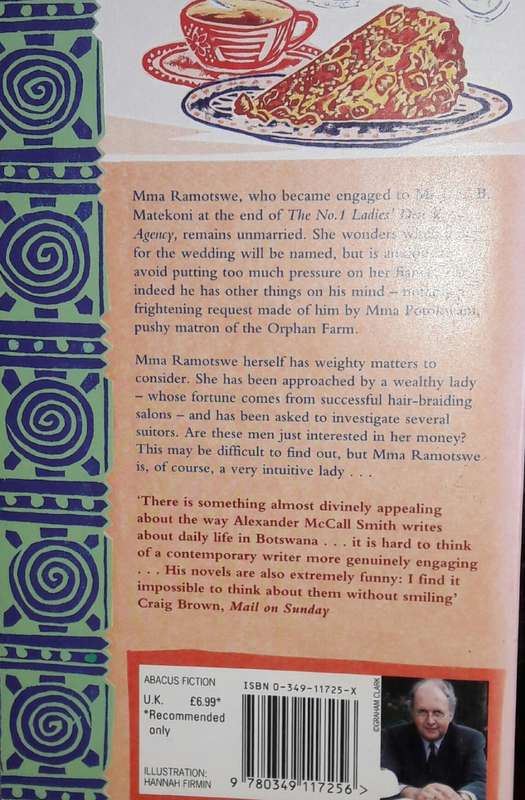 Mma Ramotswe, who became engaged to B.
Matekoni at the end of The No.1 Ladies'
Agency, remains unmarried. She wonders
for the wedding will be named, but is
avoid putting too much pressure on her
indeed he has other things on his mind –
frightening request made of him by Mma Potokwani,
pushy matron of the Orphan Farm.
Mma Ramotswe herself has weighty matters to
consider. She has been approached by a wealthy lady
– whose fortune comes from successful hair-braiding
salons – and has been asked to investigate several
suitors. Are these men just interested in her money?
This may be difficult to find out, but Mma Ramotswe
is, of course, a very intuitive lady . . .
'There is something almost divinely appealing
about the way Alexander McCall Smith writes
about daily life in Botswana . . . it is hard to think
of a contemporary writer more genuinely engaging
. . . His novels are also extremely funny: I find it
impossible to think about them without smiling'
Craig Brown, Mail on Sunday
ABACUS FICTION
U.K. £6.99*
*Recommended
only
ILLUSTRATION:
HANNAH FIRMIN
ISBN 0-349-11725-X
9 780349 117256 >
©GRAHAM CLARK